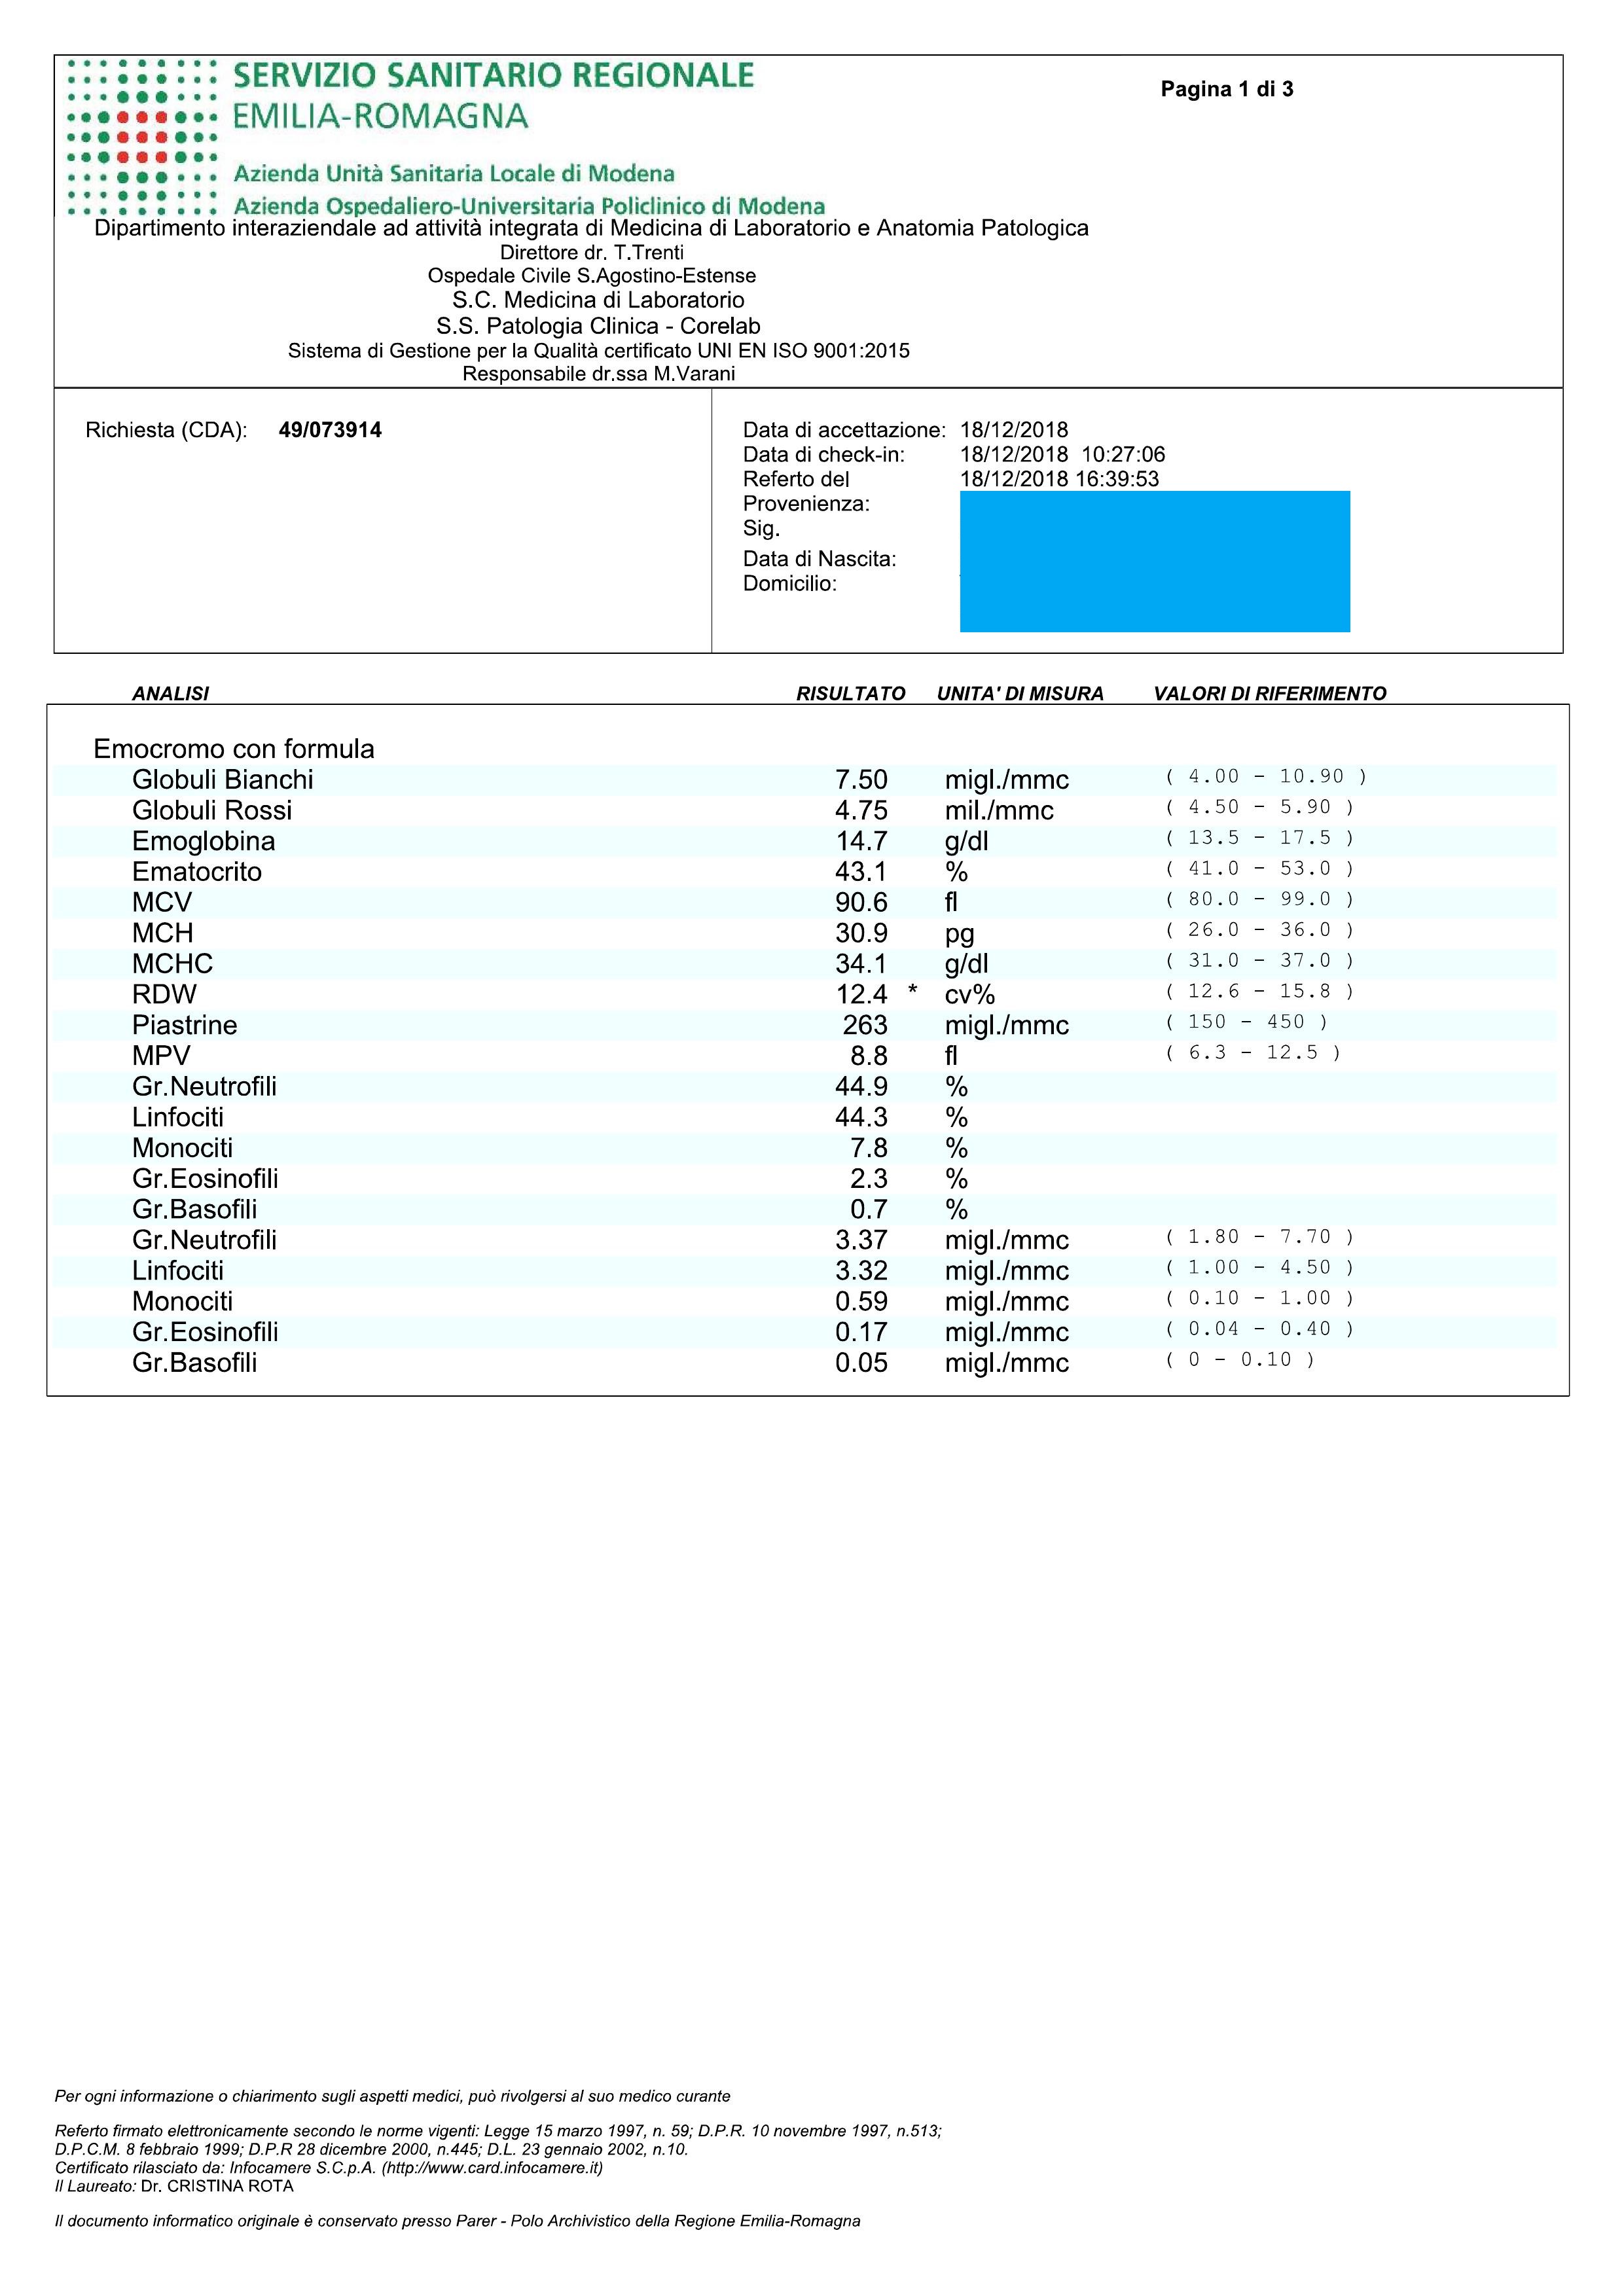 SERVIZIO SANITARIO REGIONALE
EMILIA-ROMAGNA
Pagina 1 di 3
Azienda Unità Sanitaria Locale di Modena
Azienda Ospedaliero-Universitaria Policlinico di Modena
Dipartimento interaziendale ad attività integrata di Medicina di Laboratorio e Anatomia Patologica
Direttore dr. T.Trenti
Ospedale Civile S.Agostino-Estense
S.C. Medicina di Laboratorio
S.S. Patologia Clinica - Corelab
Sistema di Gestione per la Qualità certificato UNI EN ISO 9001:2015
Responsabile dr.ssa M.Varani
Richiesta (CDA): 49/073914
Data di accettazione: 18/12/2018
Data di check-in: 18/12/2018 10:27:06
Referto del 18/12/2018 16:39:53
Provenienza:
Sig.
Data di Nascita:
Domicilio:
ANALISI RISULTATO UNITA' DI MISURA VALORI DI RIFERIMENTO
Emocromo con formula
Globuli Bianchi 7.50 migl./mmc ( 4.00 - 10.90 )
Globuli Rossi 4.75 mil./mmc ( 4.50 - 5.90 )
Emoglobina 14.7 g/dl ( 13.5 - 17.5 )
Ematocrito 43.1 % ( 41.0 - 53.0 )
MCV 90.6 fl ( 80.0 - 99.0 )
MCH 30.9 pg ( 26.0 - 36.0 )
MCHC 34.1 g/dl ( 31.0 - 37.0 )
RDW 12.4 * cv% ( 12.6 - 15.8 )
Piastrine 263 migl./mmc ( 150 - 450 )
MPV 8.8 fl ( 6.3 - 12.5 )
Gr.Neutrofili 44.9 %
Linfociti 44.3 %
Monociti 7.8 %
Gr.Eosinofili 2.3 %
Gr.Basofili 0.7 %
Gr.Neutrofili 3.37 migl./mmc ( 1.80 - 7.70 )
Linfociti 3.32 migl./mmc ( 1.00 - 4.50 )
Monociti 0.59 migl./mmc ( 0.10 - 1.00 )
Gr.Eosinofili 0.17 migl./mmc ( 0.04 - 0.40 )
Gr.Basofili 0.05 migl./mmc ( 0 - 0.10 )
Per ogni informazione o chiarimento sugli aspetti medici, può rivolgersi al suo medico curante
Referto firmato elettronicamente secondo le norme vigenti: Legge 15 marzo 1997, n. 59; D.P.R. 10 novembre 1997, n.513;
D.P.C.M. 8 febbraio 1999; D.P.R 28 dicembre 2000, n.445; D.L. 23 gennaio 2002, n.10.
Certificato rilasciato da: Infocamere S.C.p.A. (http://www.card.infocamere.it)
Il Laureato: Dr. CRISTINA ROTA
Il documento informatico originale è conservato presso Parer - Polo Archivistico della Regione Emilia-Romagna